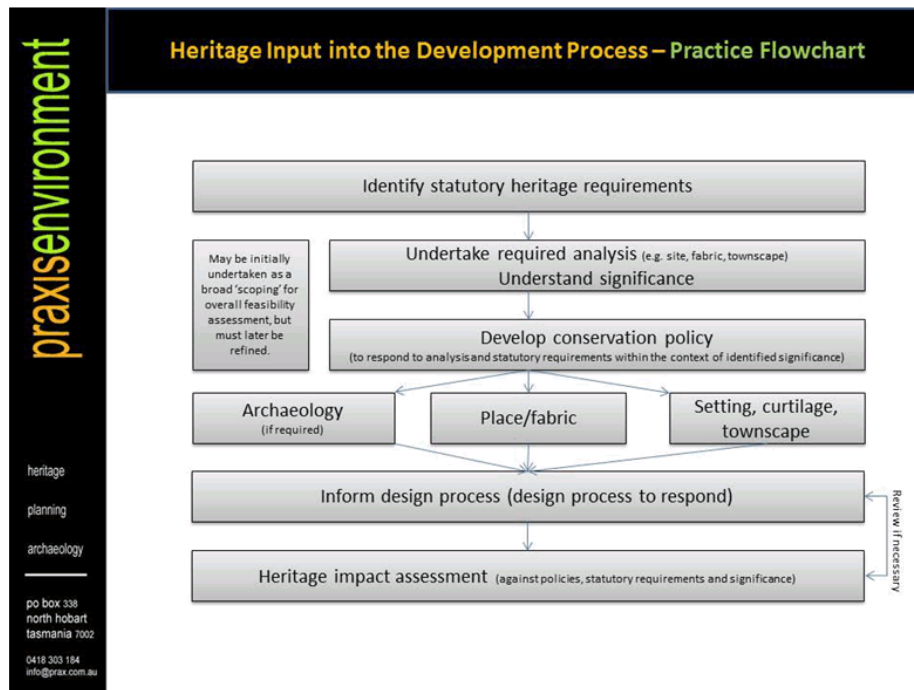 Heritage Input into the Development Process – Practice Flowchart
praxisenvironment
Identify statutory heritage requirements
May be initially
undertaken as a
broad 'scoping' for
overall feasibility
assessment, but
must later be
refined.
Undertake required analysis (e.g. site, fabric, townscape)
Understand significance
Develop conservation policy
(to respond to analysis and statutory requirements within the context of identified significance)
Archaeology
(if required)
Place/fabric
Setting, curtilage,
townscape
Inform design process (design process to respond)
Heritage impact assessment (against policies, statutory requirements and significance)
Review if necessary
heritage
planning
archaeology
po box 338
north hobart
tasmania 7002
0418 303 184
info@prax.com.au